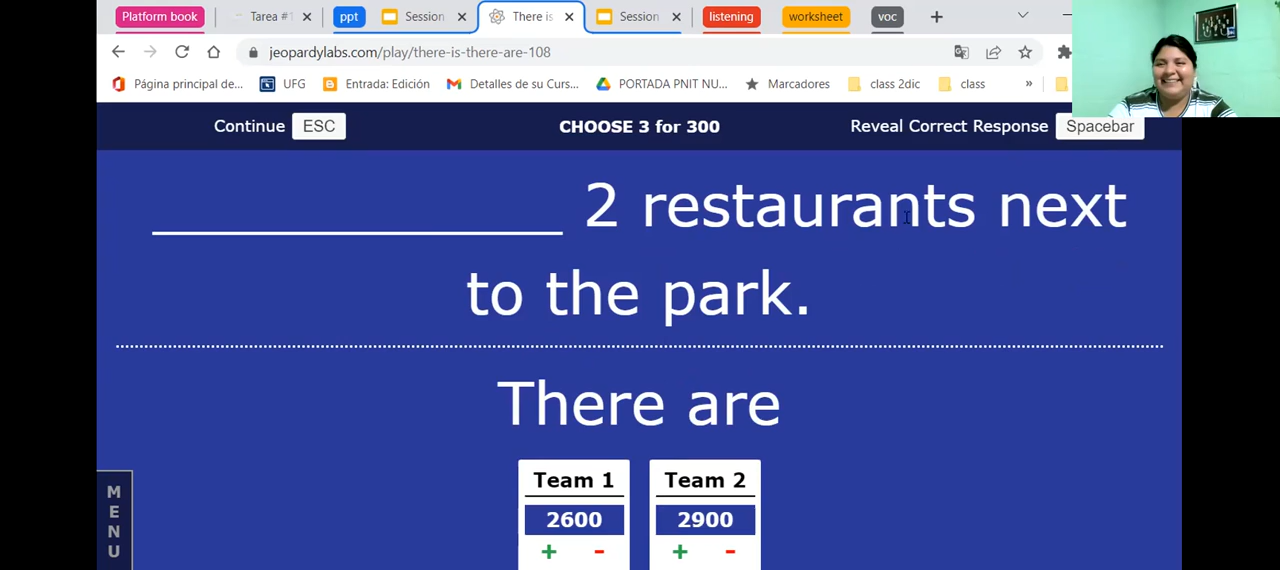 Platform book Tarea #1 ppt Session There is Session listening worksheet voc
jeopardylabs.com/play/there-is-there-are-108
Página principal de... UFG Entrada: Edición Detalles de su Curs... PORTADA PNIT NU... Marcadores class 2dic class »
Continue ESC CHOOSE 3 for 300 Reveal Correct Response Spacebar
____________ 2 restaurants next
to the park.
There are
Team 1 Team 2
2600 2900
+ - + -
MENU